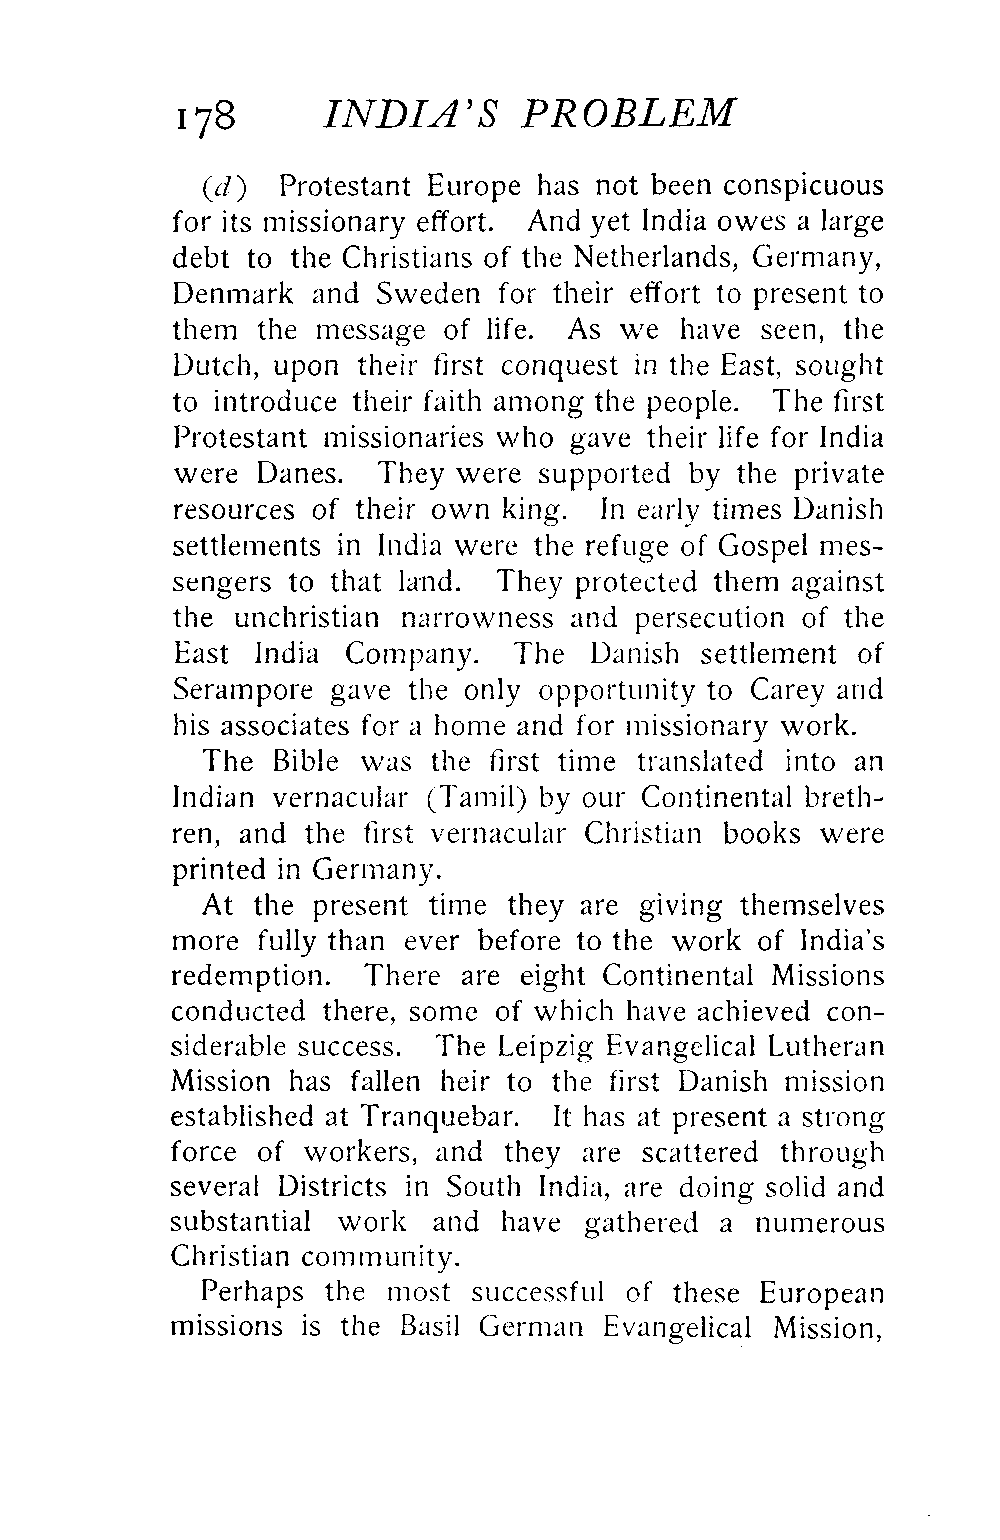 178 INDIA'S PROBLEM
(d) Protestant Europe has not been conspicuous
for its missionary effort. And yet India owes a large
debt to the Christians of the Netherlands, Germany,
Denmark and Sweden for their effort to present to
them the message of life. As we have seen, the
Dutch, upon their first conquest in the East, sought
to introduce their faith among the people. The first
Protestant missionaries who gave their life for India
were Danes. They were supported by the private
resources of their own king. In early times Danish
settlements in India were the refuge of Gospel mes-
sengers to that land. They protected them against
the unchristian narrowness and persecution of the
East India Company. The Danish settlement of
Serampore gave the only opportunity to Carey and
his associates for a home and for missionary work.
The Bible was the first time translated into an
Indian vernacular (Tamil) by our Continental breth-
ren, and the first vernacular Christian books were
printed in Germany.
At the present time they are giving themselves
more fully than ever before to the work of India's
redemption. There are eight Continental Missions
conducted there, some of which have achieved con-
siderable success. The Leipzig Evangelical Lutheran
Mission has fallen heir to the first Danish mission
established at Tranquebar. It has at present a strong
force of workers, and they are scattered through
several Districts in South India, are doing solid and
substantial work and have gathered a numerous
Christian community.
Perhaps the most successful of these European
missions is the Basil German Evangelical Mission,